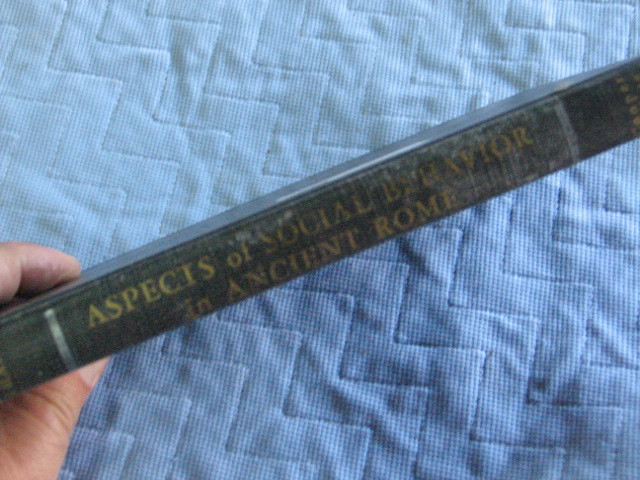 ASPECTS of SOCIAL BEHAVIOR
in ANCIENT ROME